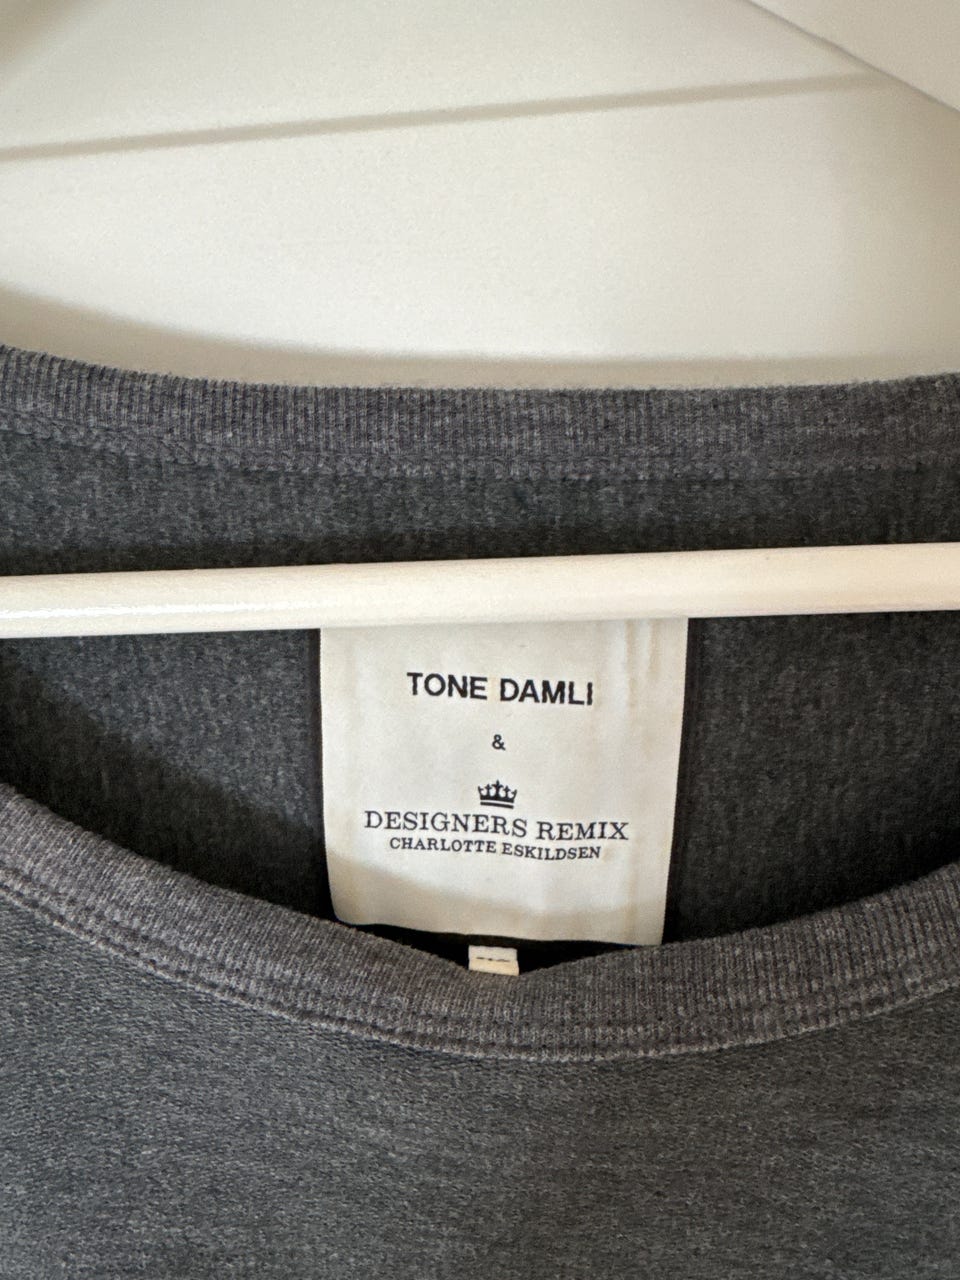 TONE DAMLI
&
DESIGNERS REMIX
CHARLOTTE ESKILDSEN